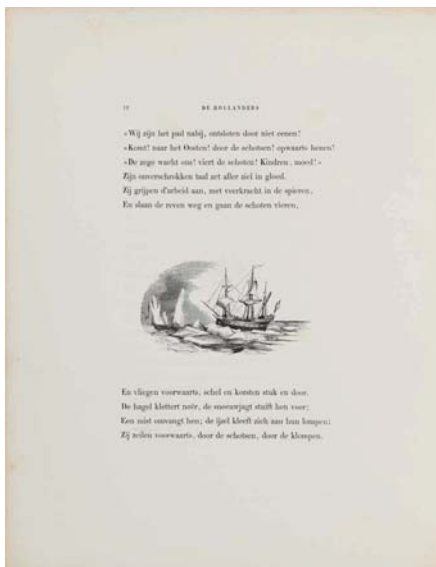 DE HOLLANDERS
«Wij zijn het pad nabij, ontsloten door niet eenen!
«Komt! naar het Oosten! door de schotsen! opwaarts henen!
«De zege wacht ons! viert de schoten! Kindren, moed!»
Zijn onverschrokken taal zet aller ziel in gloed.
Zij grijpen d'arbeid aan, met veerkracht in de spieren,
En slaan de reven weg en gaan de schoten vieren,
En vliegen voorwaarts, schol en korsten stuk en door.
De hagel klettert neêr, de sneeuwjagt stuift hen voor;
Een mist omvangt hen; de ijzel kleeft zich aan hun lompen;
Zij zeilen voorwaarts, door de schotsen, door de klompen.